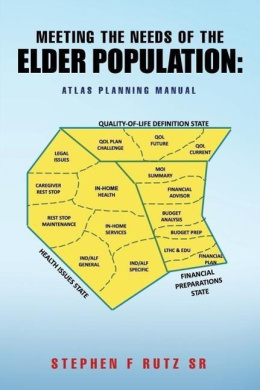 MEETING THE NEEDS OF THE
ELDER POPULATION:
ATLAS PLANNING MANUAL
QUALITY-OF-LIFE DEFINITION STATE
LEGAL
ISSUES
QOL PLAN
CHALLENGE
QOL
FUTURE
QOL
CURRENT
CAREGIVER
REST STOP
IN-HOME
HEALTH
MOI
SUMMARY
FINANCIAL
ADVISOR
REST STOP
MAINTENANCE
IN-HOME
SERVICES
BUDGET
ANALYSIS
BUDGET PREP
IND/ALF
GENERAL
IND/ALF
SPECIFIC
LTHC & EDU
FINANCIAL
PLAN
HEALTH ISSUES STATE
FINANCIAL
PREPARATIONS
STATE
STEPHEN F RUTZ SR